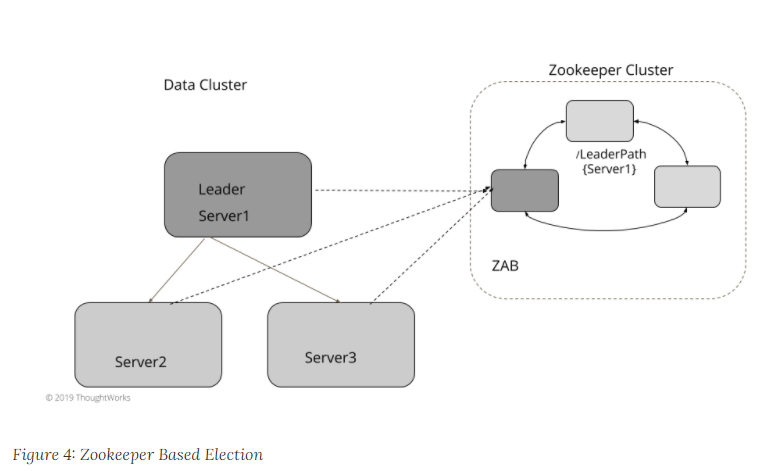 Zookeeper Cluster
Data Cluster
/LeaderPath
{Server1}
Leader
Server1
ZAB
Server2
Server3
© 2019 ThoughtWorks
Figure 4: Zookeeper Based Election